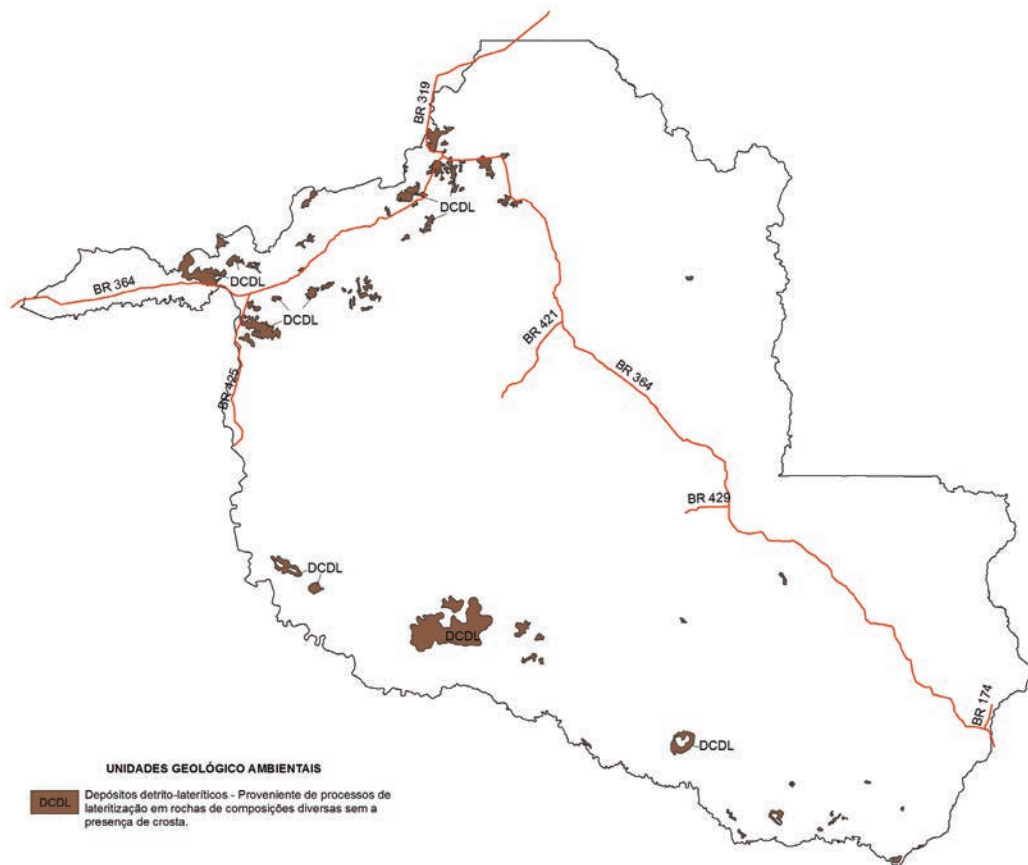 BR 319
DCDL
DCDL
BR 364
DCDL
BR 421
BR 364
BR 425
BR 429
DCDL
DCDL
BR 174
DCDL
UNIDADES GEOLÓGICO AMBIENTAIS
DCDL
Depósitos detrito-lateríticos - Proveniente de processos de
lateritização em rochas de composições diversas sem a
presença de crosta.